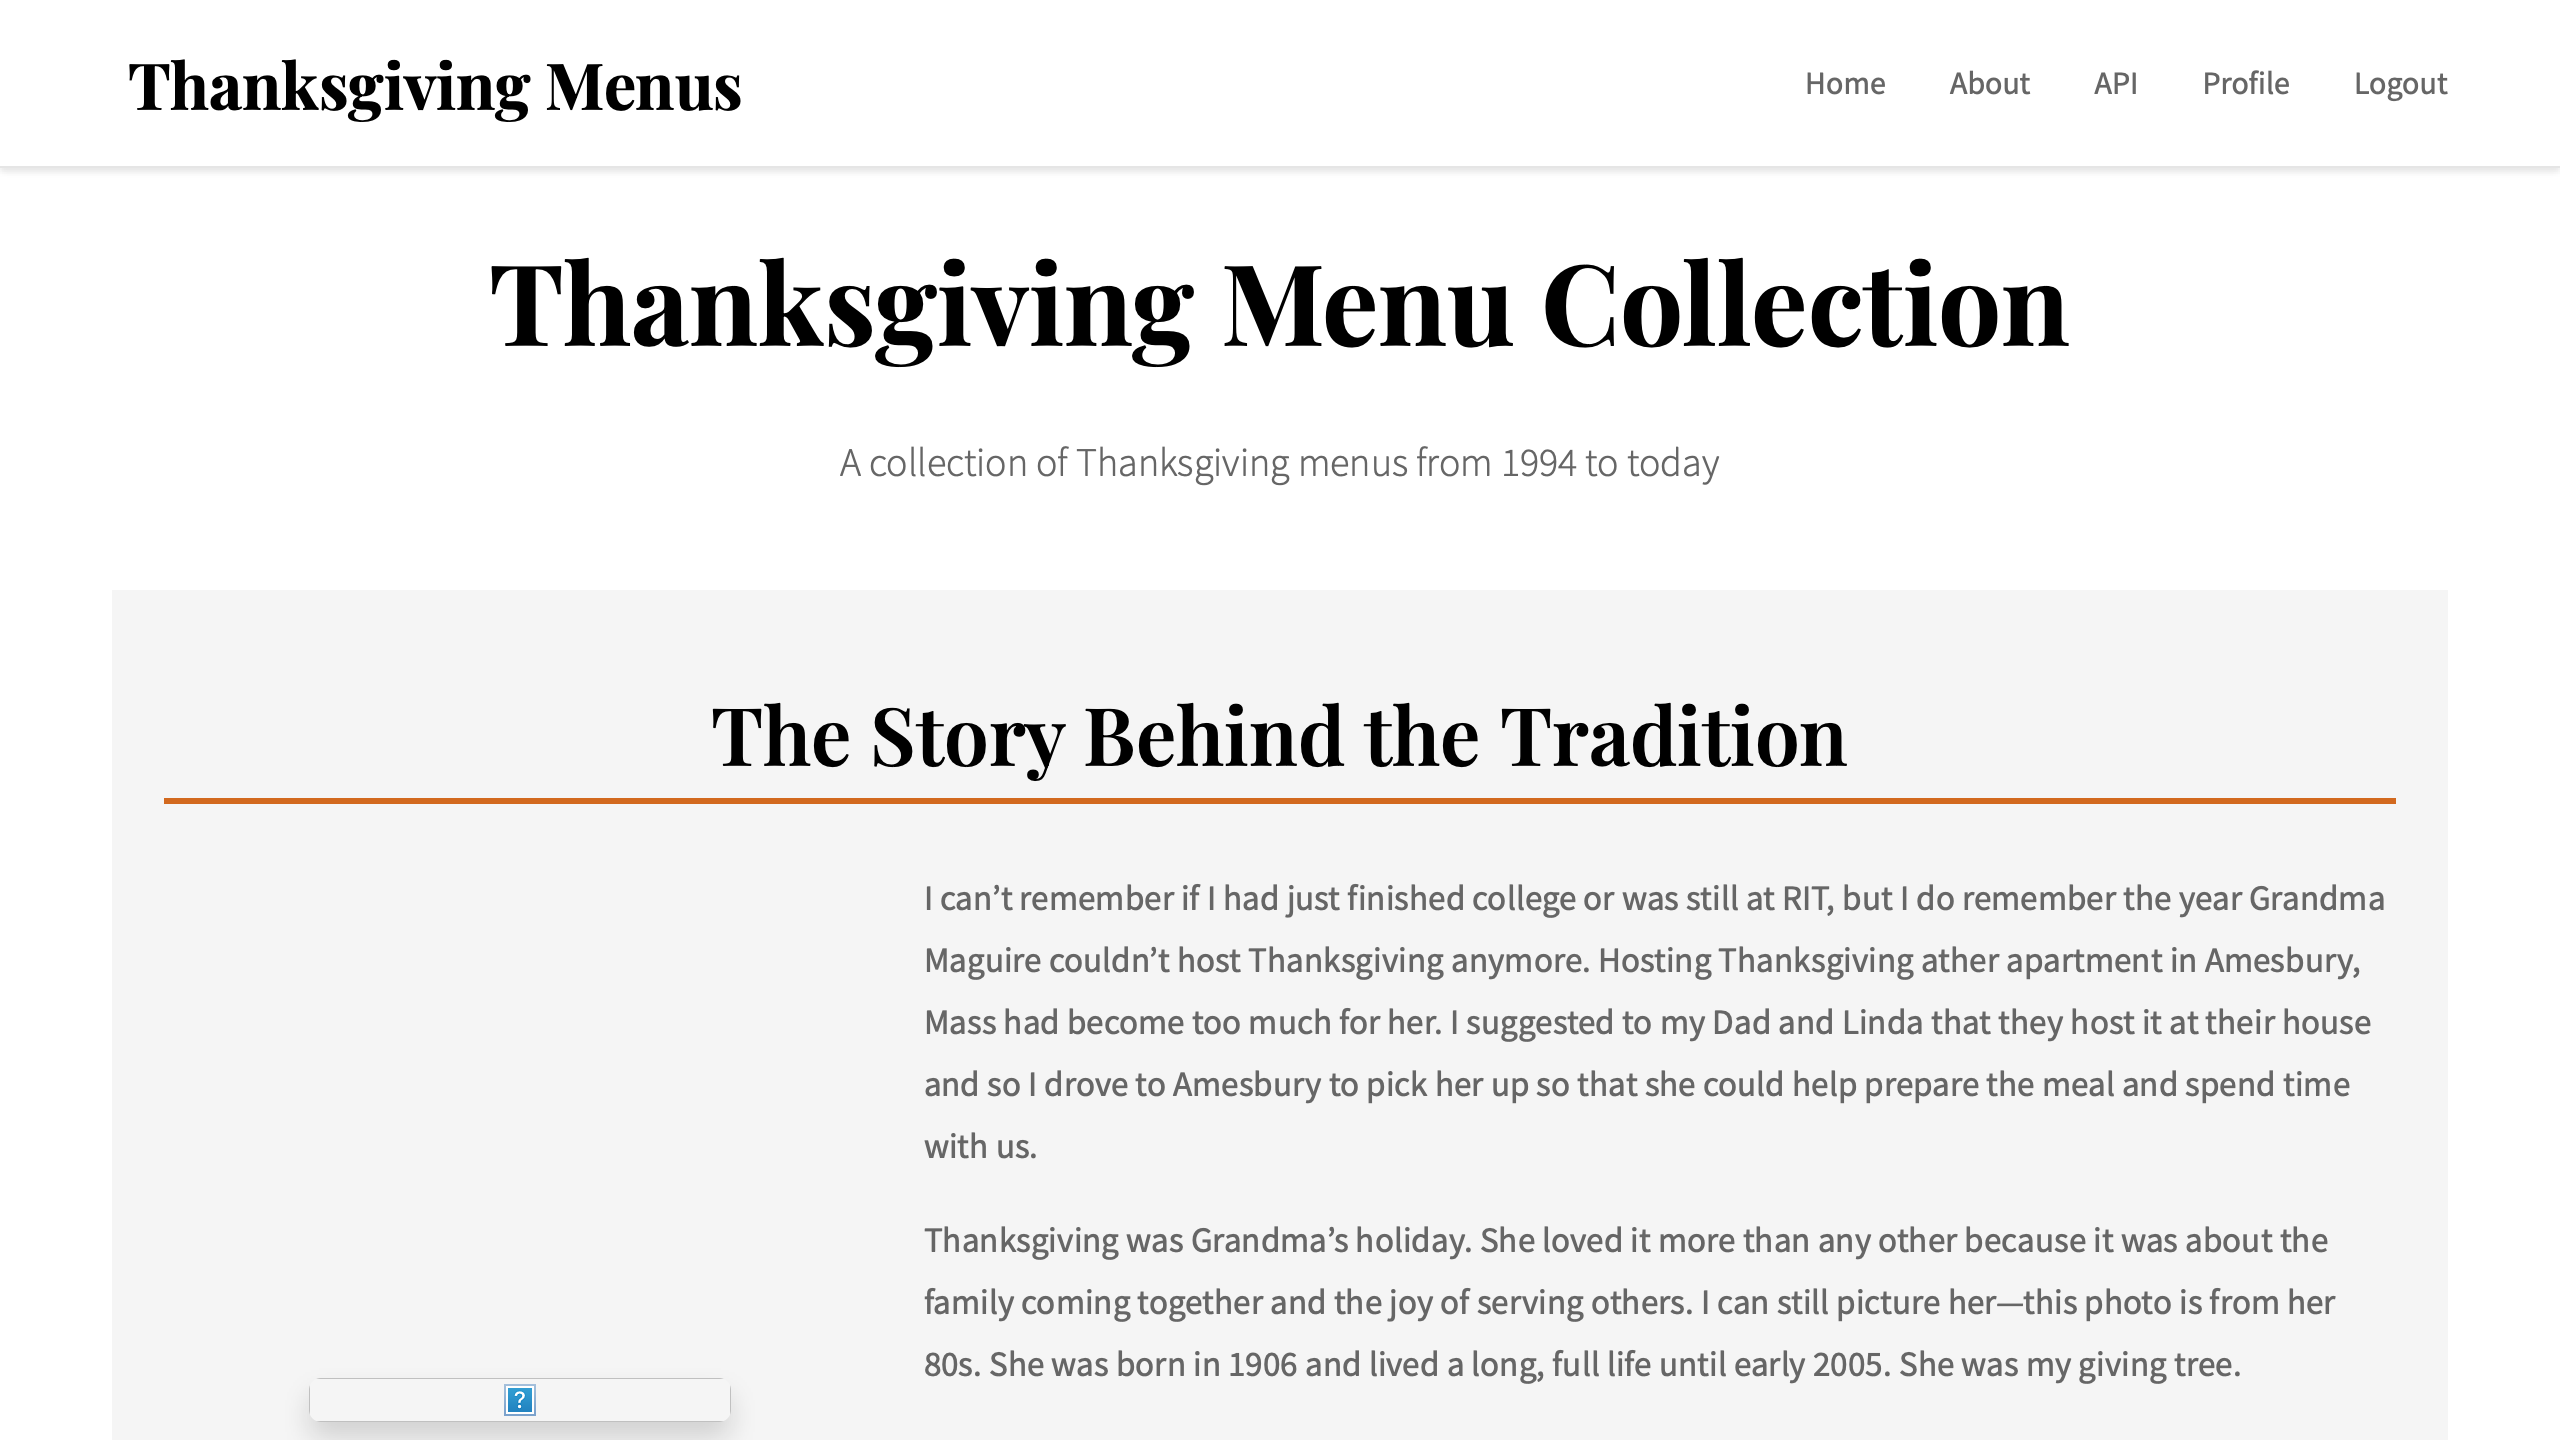 Thanksgiving Menus
Home About API Profile Logout
Thanksgiving Menu Collection
A collection of Thanksgiving menus from 1994 to today
The Story Behind the Tradition
I can’t remember if I had just finished college or was still at RIT, but I do remember the year Grandma
Maguire couldn’t host Thanksgiving anymore. Hosting Thanksgiving ather apartment in Amesbury,
Mass had become too much for her. I suggested to my Dad and Linda that they host it at their house
and so I drove to Amesbury to pick her up so that she could help prepare the meal and spend time
with us.
Thanksgiving was Grandma’s holiday. She loved it more than any other because it was about the
family coming together and the joy of serving others. I can still picture her—this photo is from her
80s. She was born in 1906 and lived a long, full life until early 2005. She was my giving tree.
?